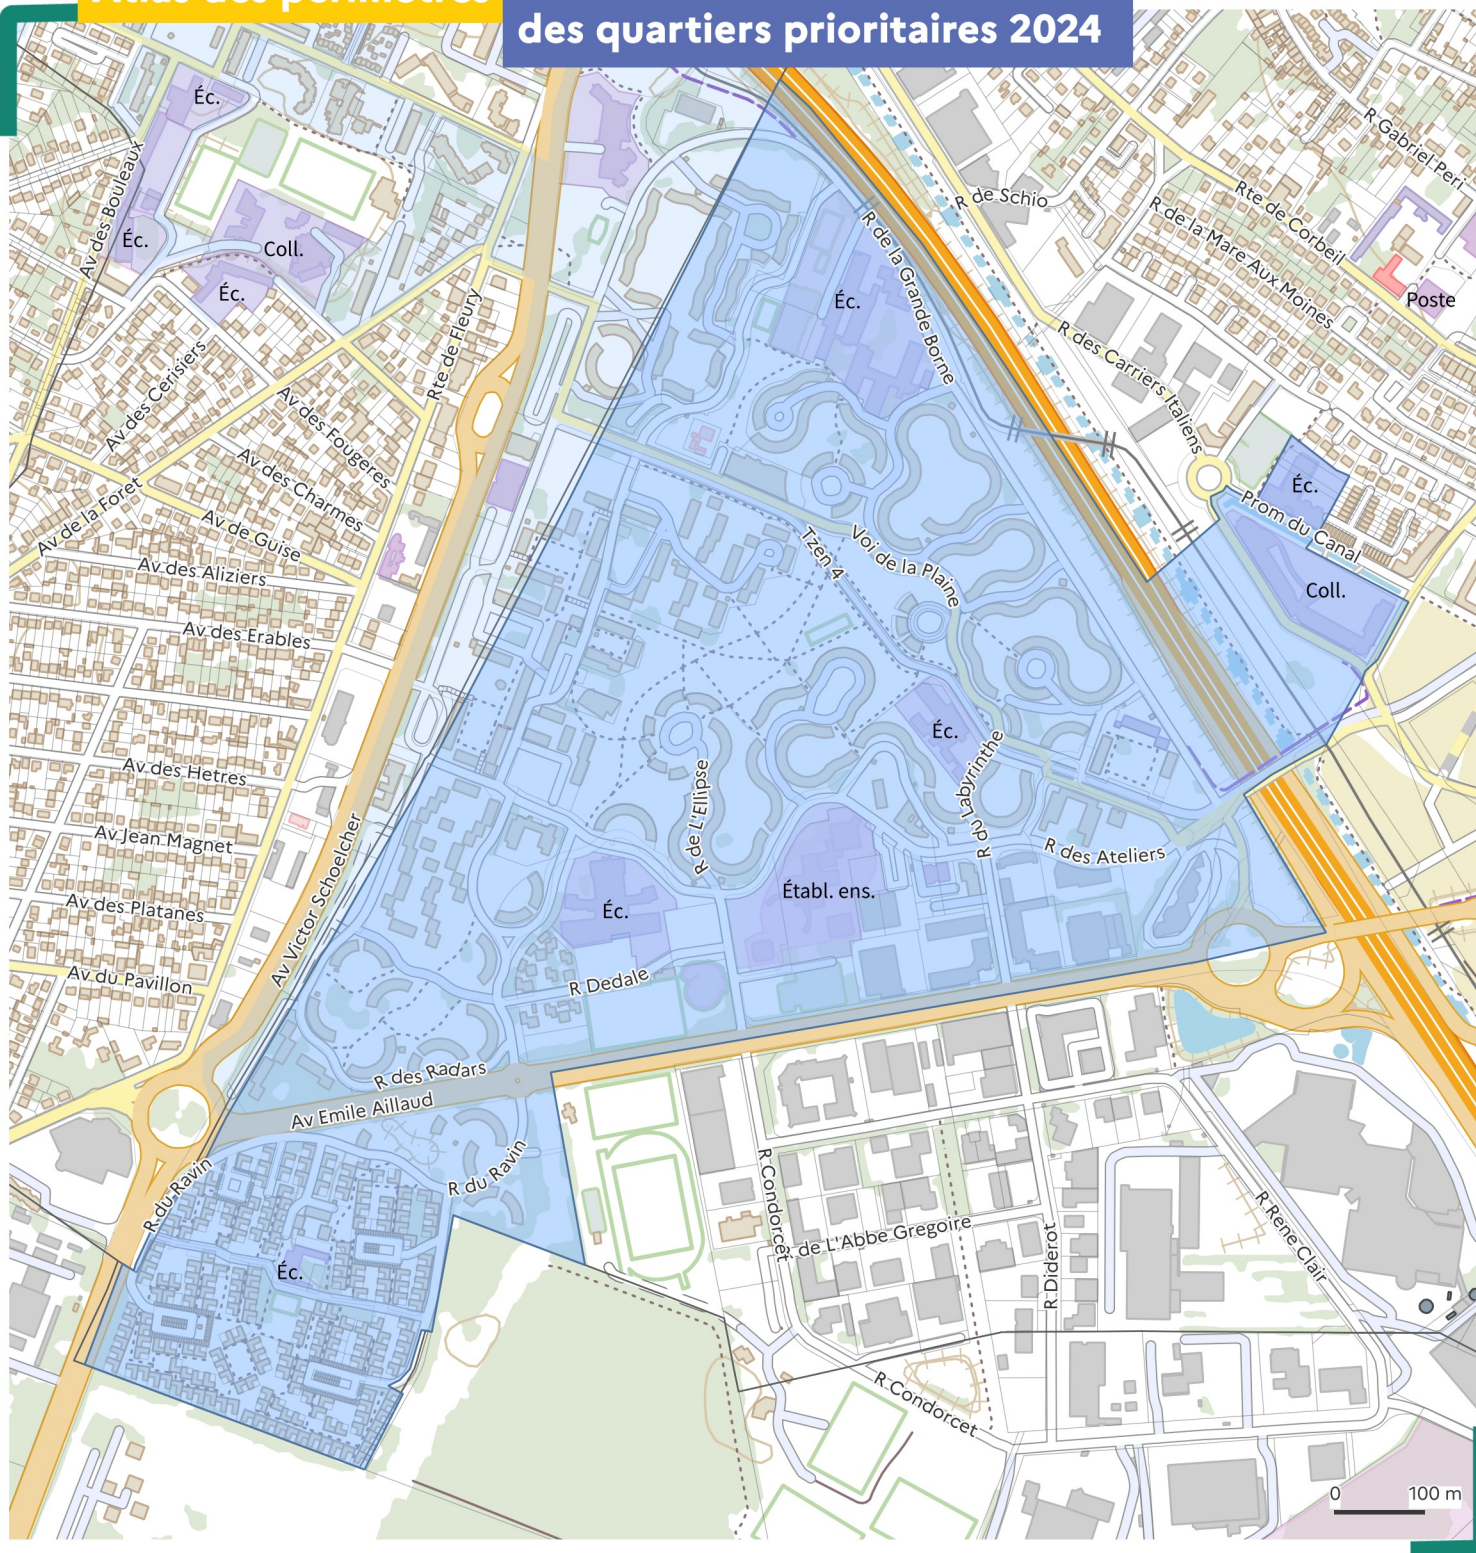 Atlas des périmètres
des quartiers prioritaires 2024
Éc.
R Gabriel Peri
Av des Bouleaux
R de Schio
Rte de Corbeil
R de la Mare Aux Moines
Éc.
Coll.
Éc.
Éc.
R de la Grande Borne
Poste
Rte de Fleury
R des Carriers Italiens
Av des Cerisiers
Av des Fougeres
Av des Charmes
Éc.
Av de la Foret
Av de Guise
Prom du Canal
Tzen 4
Voi de la Plaine
Av des Aliziers
Coll.
Av des Erables
Éc.
R du Labyrinthe
Av des Hetres
R de L'Ellipse
Av Jean Magnet
R des Ateliers
Av Victor Schoelcher
Établ. ens.
Av des Platanes
Éc.
Av du Pavillon
R Dedale
R des Radars
Av Emile Aillaud
R du Ravin
R du Ravin
R Condorcet
de L'Abbe Gregoire
R Diderot
R Rene Clair
Éc.
R Condorcet
0 100 m